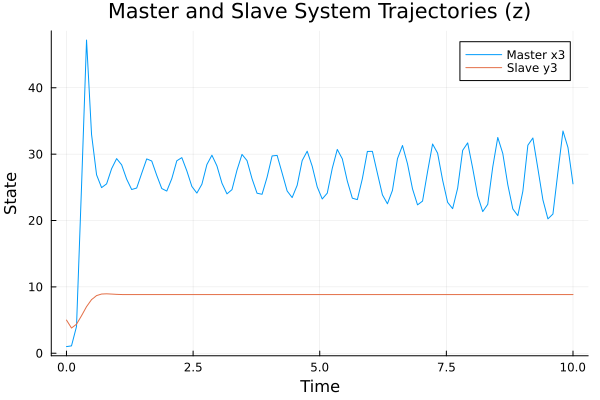 Master and Slave System Trajectories (z)
Master x3
Slave y3
State
40
30
20
10
0
0.0 2.5 5.0 7.5 10.0
Time